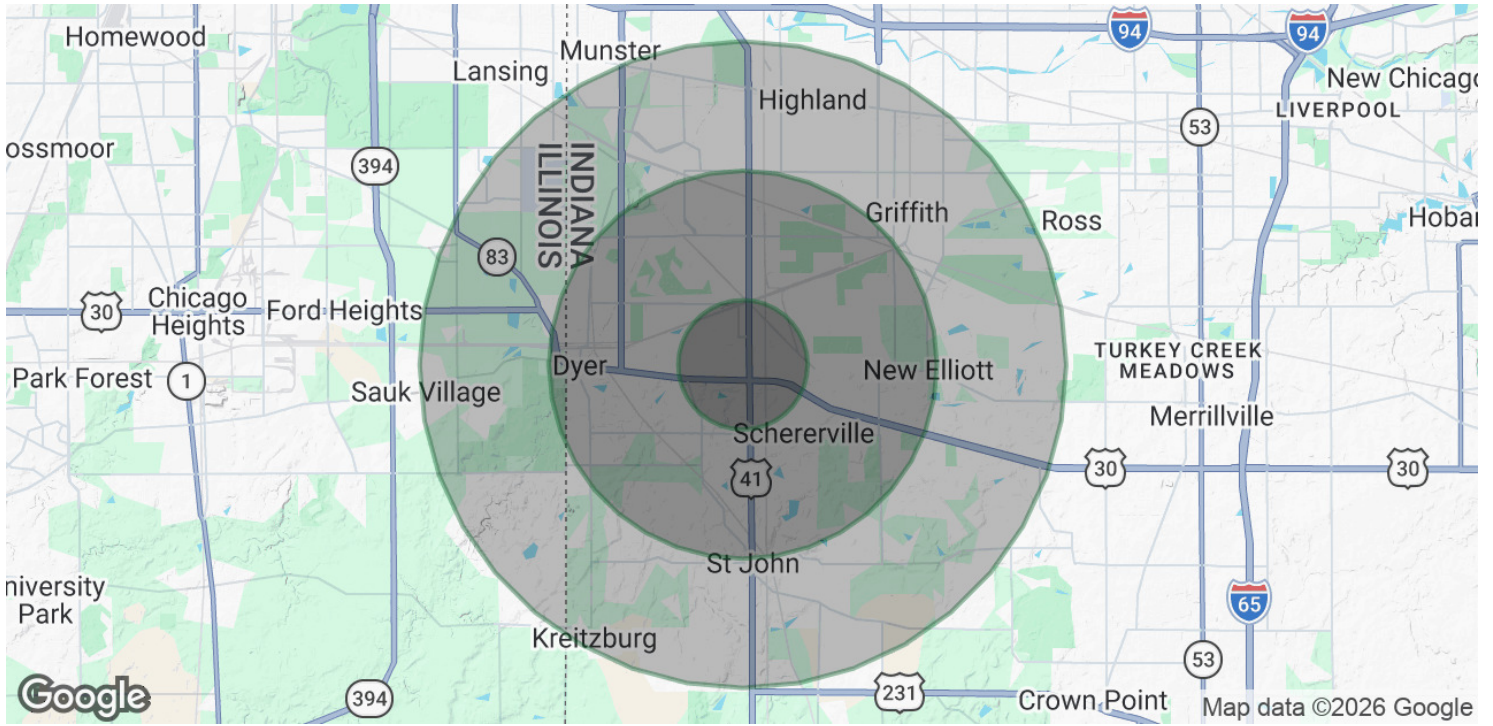 Homewood
Munster
94
94
Lansing
New Chicago
Highland
LIVERPOOL
53
ossmoor
394
INDIANA
ILLINOIS
Griffith
Ross
Hobar
83
30
Chicago
Heights
Ford Heights
Dyer
New Elliott
TURKEY CREEK
MEADOWS
Park Forest
1
Sauk Village
Merrillville
Schererville
30
30
41
St John
niversity
Park
65
Kreitzburg
53
Google
394
231
Crown Point
Map data ©2026 Google